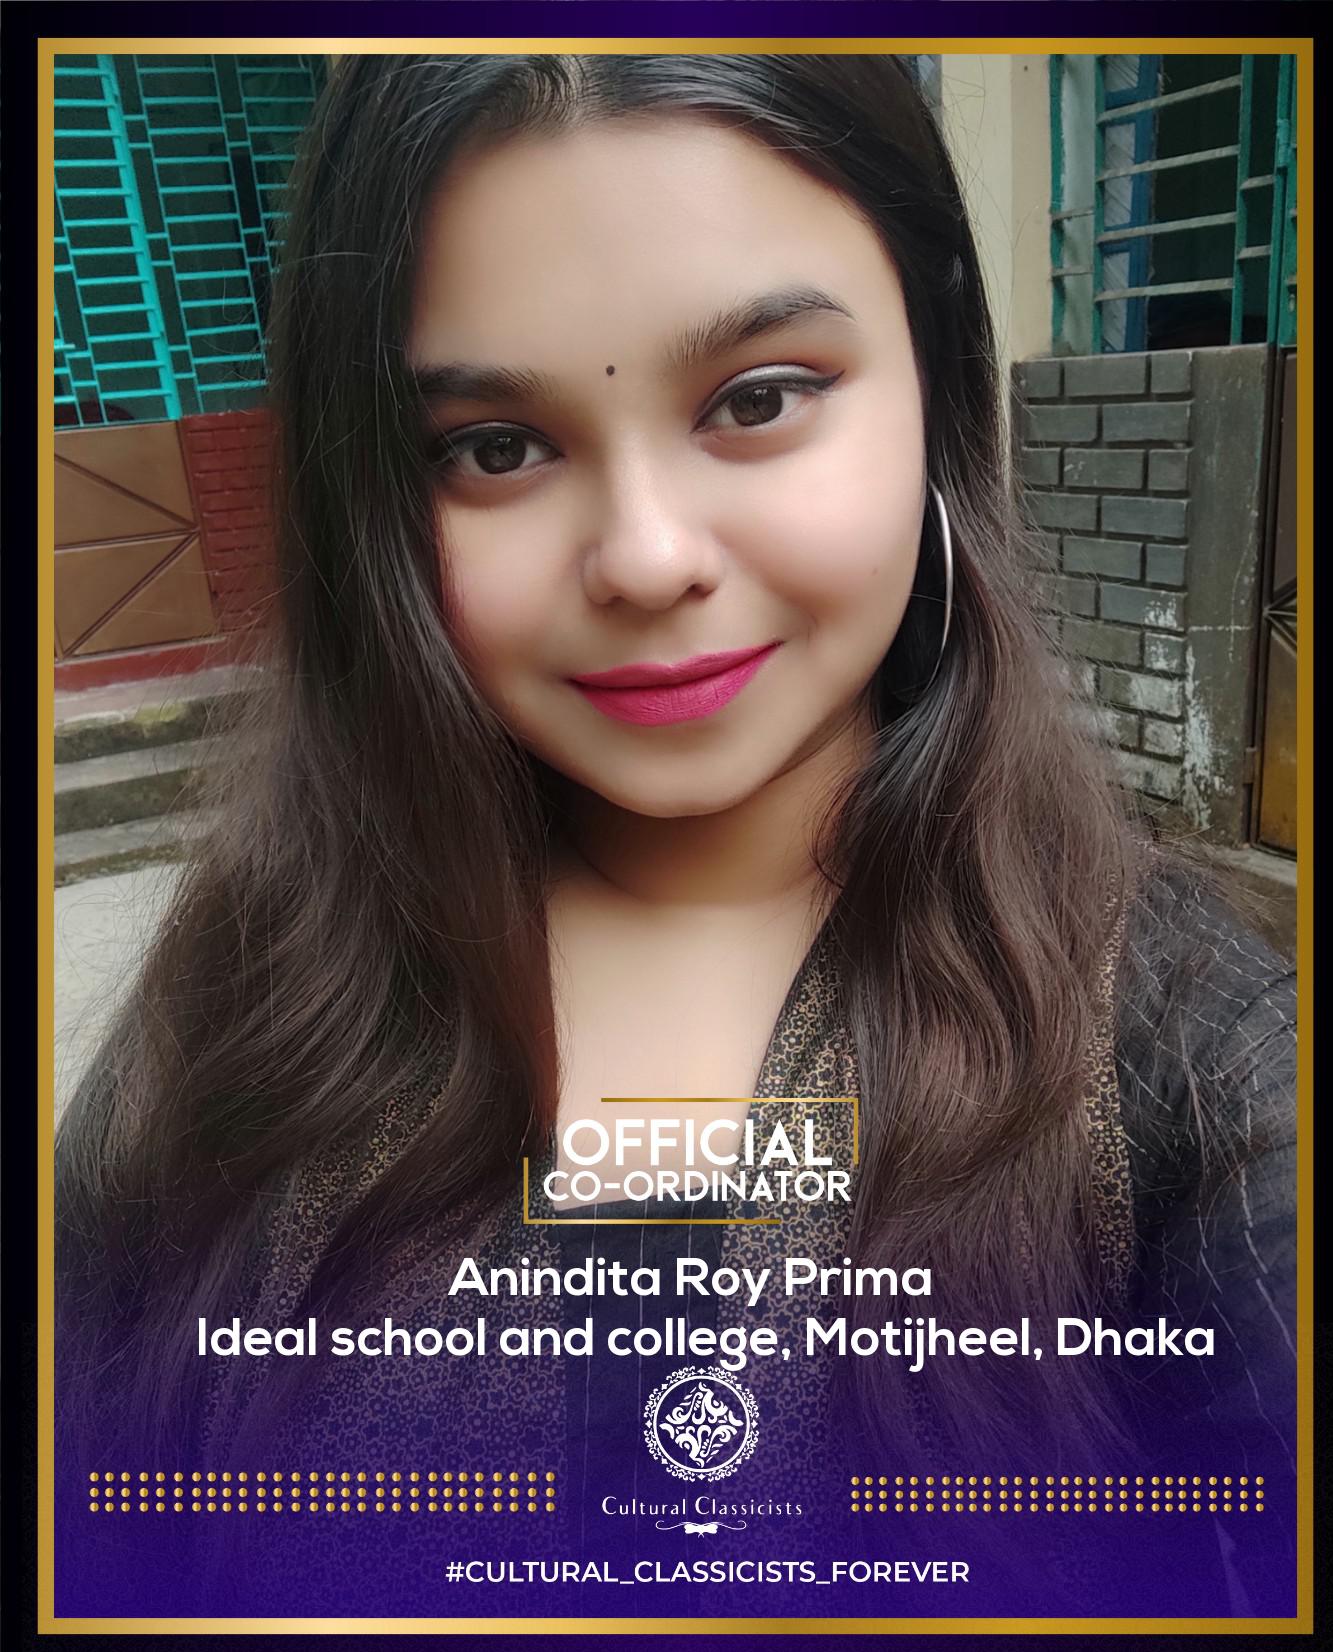 OFFICIAL
CO-ORDINATOR
Anindita Roy Prima
Ideal school and college, Motijheel, Dhaka
Cultural Classicists
#CULTURAL_CLASSICISTS_FOREVER